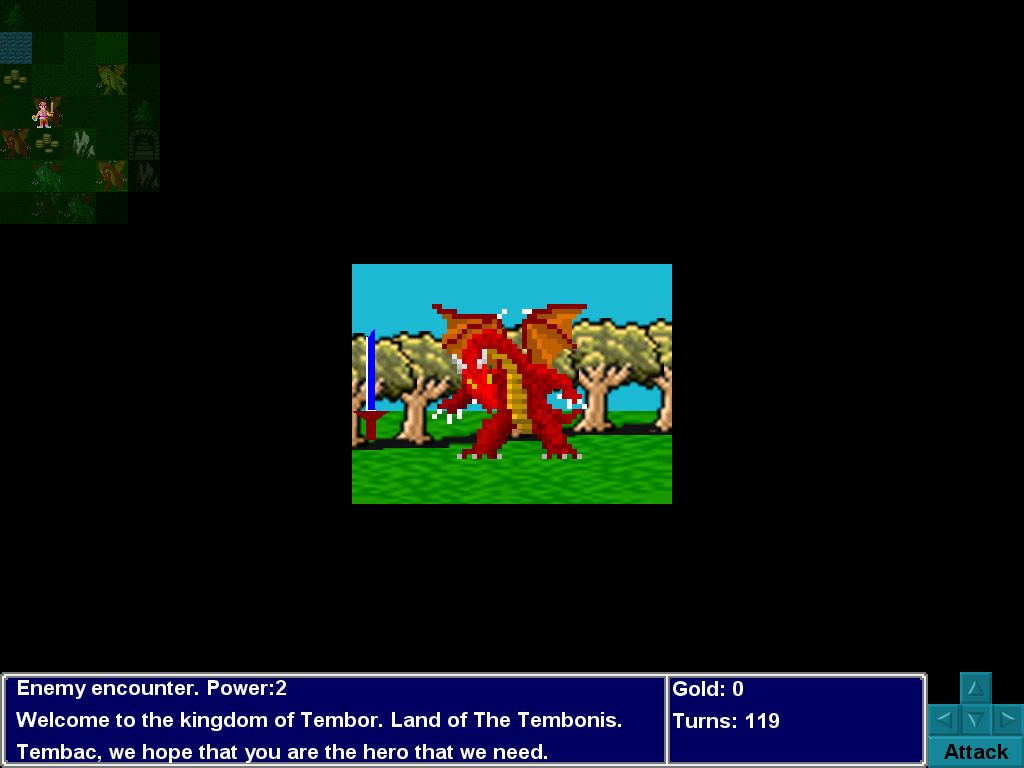 Enemy encounter. Power:2
Welcome to the kingdom of Tembor. Land of The Tembonis.
Tembac, we hope that you are the hero that we need.
Gold: 0
Turns: 119
Attack